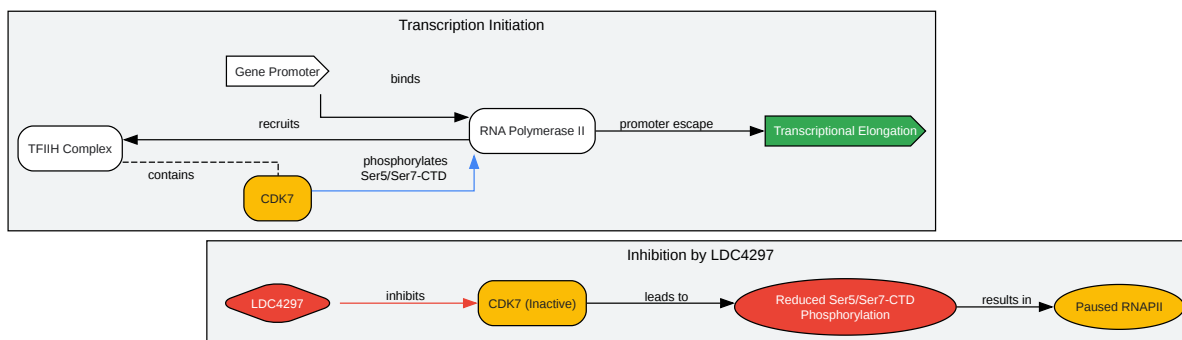 Transcription Initiation
Gene Promoter
binds
recruits
RNA Polymerase II
promoter escape
Transcriptional Elongation
TFIIH Complex
contains
phosphorylates
Ser5/Ser7-CTD
CDK7
Inhibition by LDC4297
LDC4297
inhibits
CDK7 (Inactive)
leads to
Reduced Ser5/Ser7-CTD
Phosphorylation
results in
Paused RNAPII